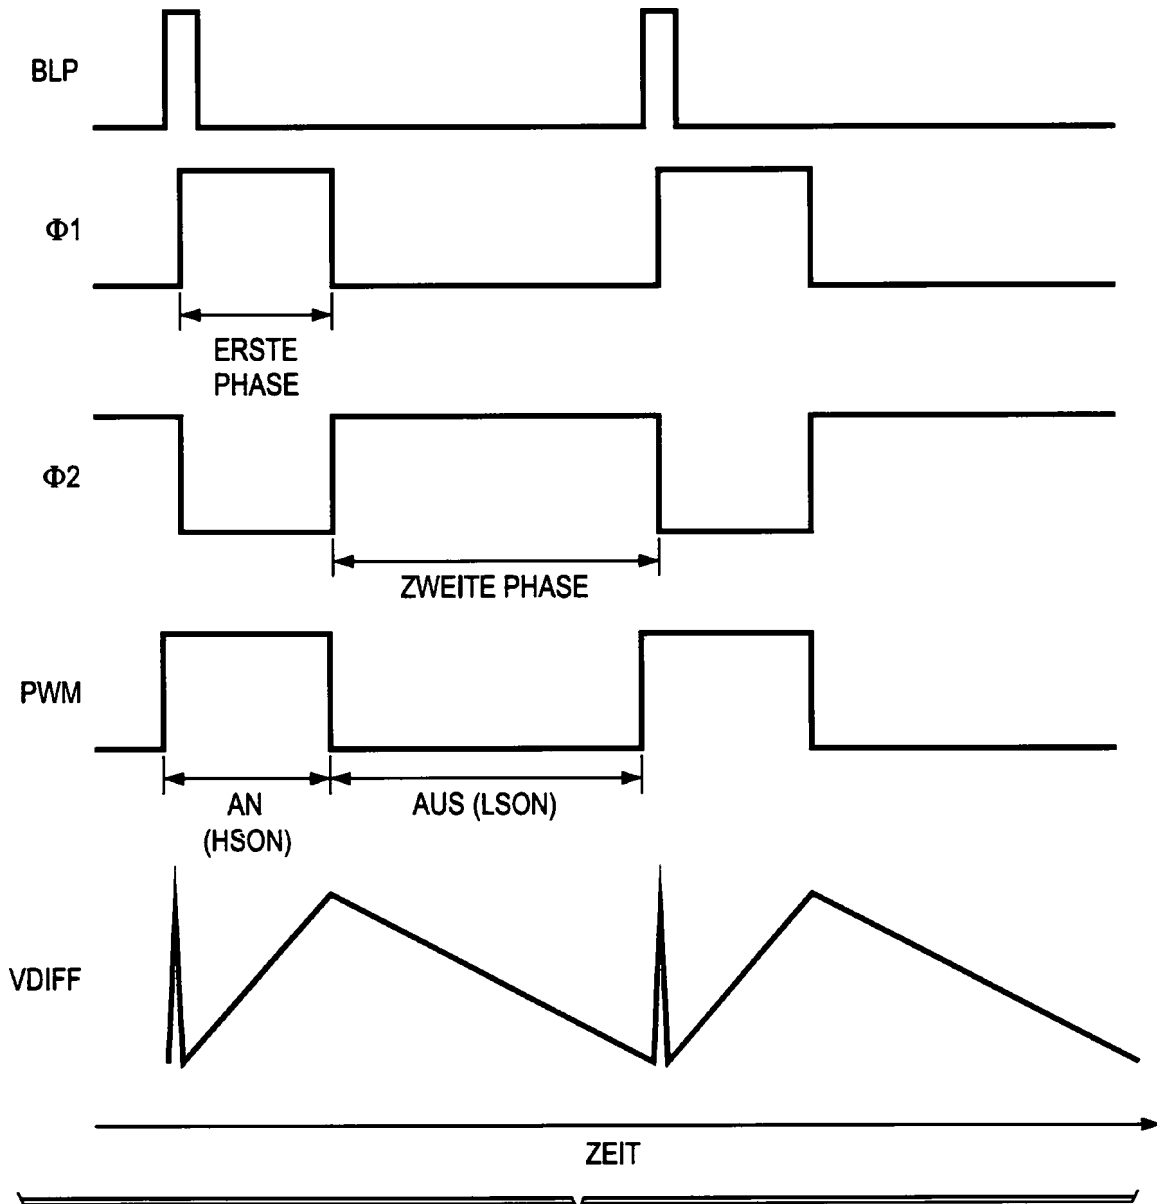 BLP
Φ1
ERSTE
PHASE
Φ2
ZWEITE PHASE
PWM
AN
(HSON)
AUS (LSON)
VDIFF
ZEIT